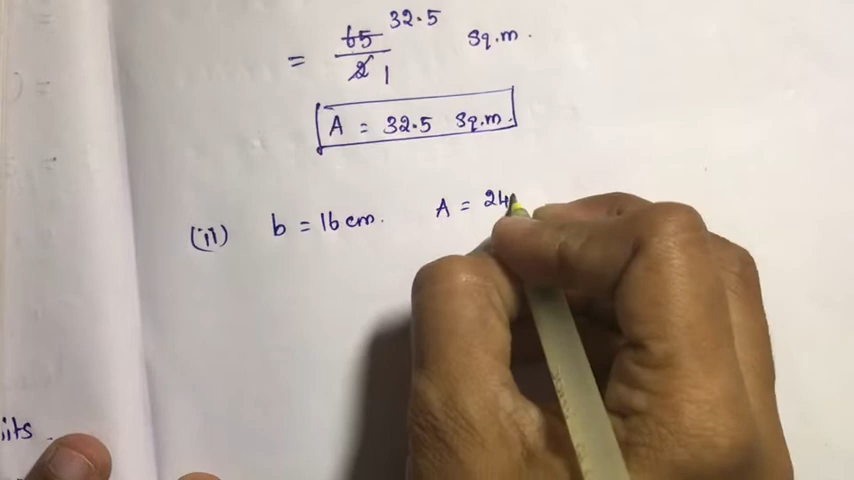 = 65/2 32.5 1 Sq.m.
A = 32.5 Sq.m.
(ii) b = 16 cm. A = 24
its.